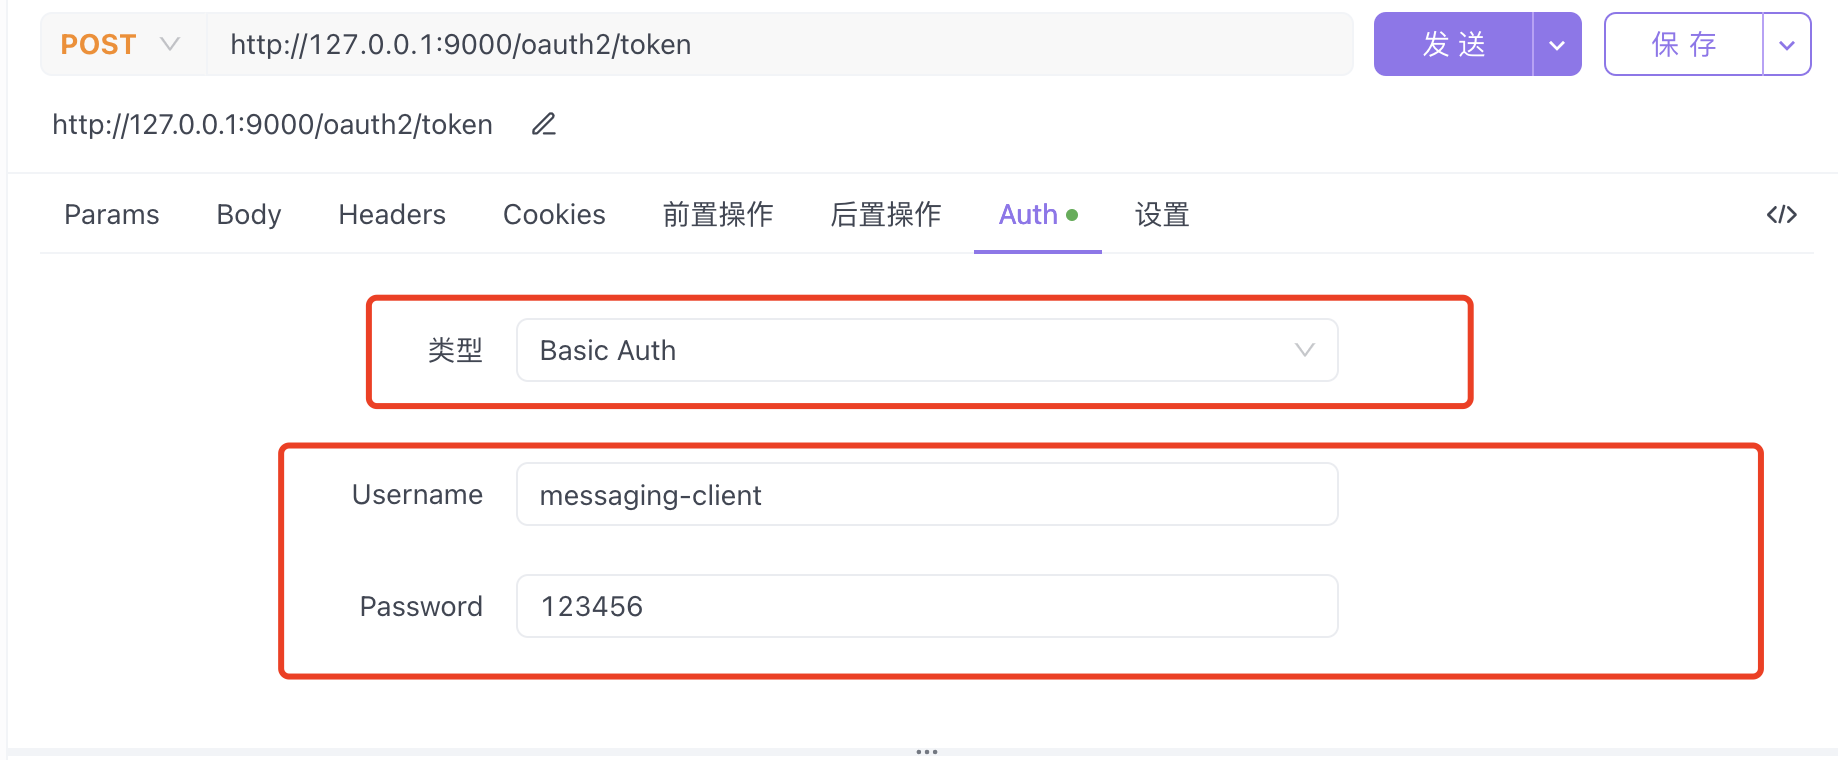 POST http://127.0.0.1:9000/oauth2/token 发送 保存
http://127.0.0.1:9000/oauth2/token
Params Body Headers Cookies 前置操作 后置操作 Auth 设置 </>
类型 Basic Auth
Username messaging-client
Password 123456